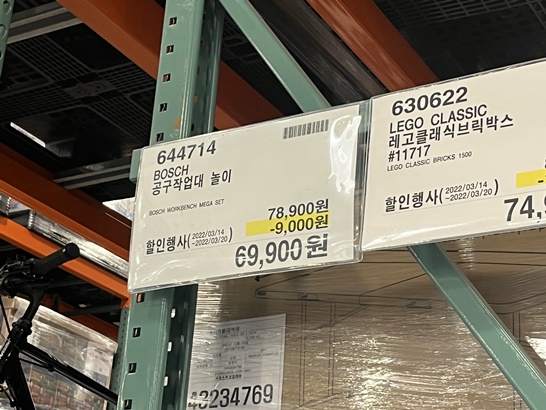 644714
BOSCH
공구작업대 놀이
BOSCH WORKBENCH MEGA SET
78,900원
-9,000원
할인행사(2022/03/14
~2022/03/20)
69,900원
630622
LEGO CLASSIC
레고클래식브릭박스
#11717
LEGO CLASSIC BRICKS 1500
할인행사(2022/03/14
~2022/03/20)
74,9
43234769